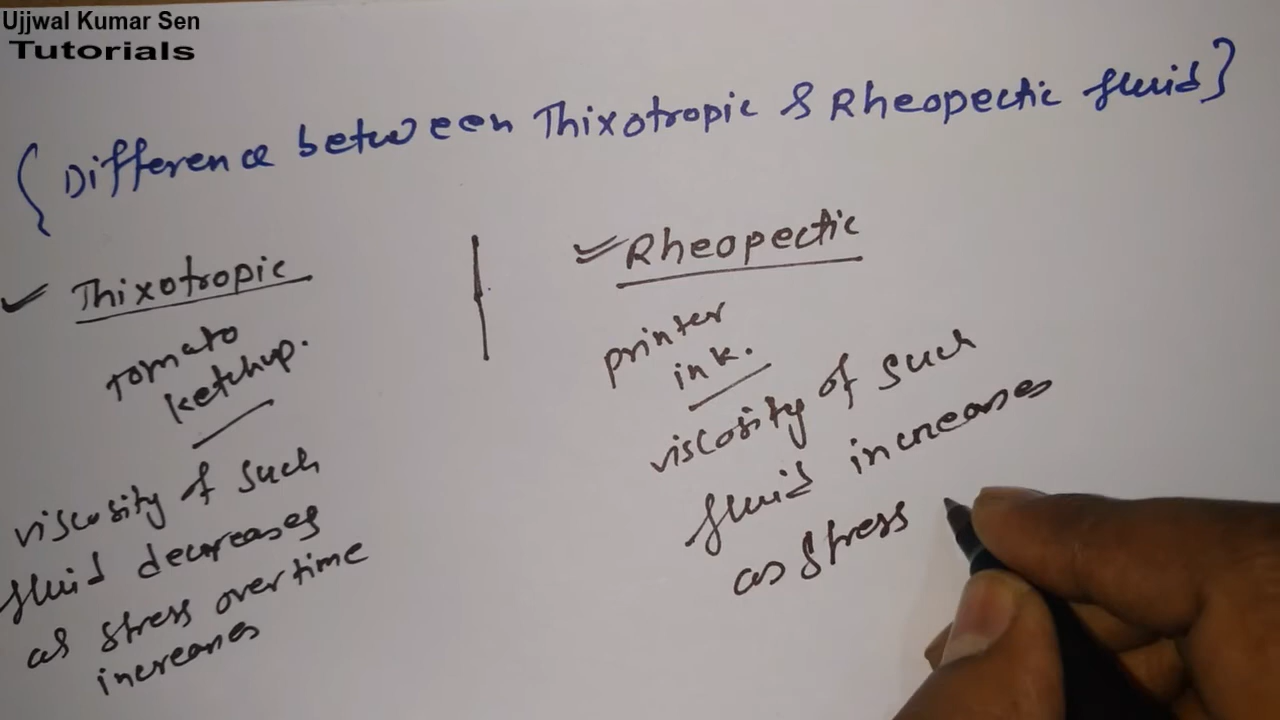 Ujjwal Kumar Sen
Tutorials
{Difference between Thixotropic & Rheopectic fluid}
Thixotropic
Tomato
ketchup.
viscosity of such
fluid decreases
as stress over time
increases
Rheopectic
printer
ink.
viscosity of such
fluid increases
as stress